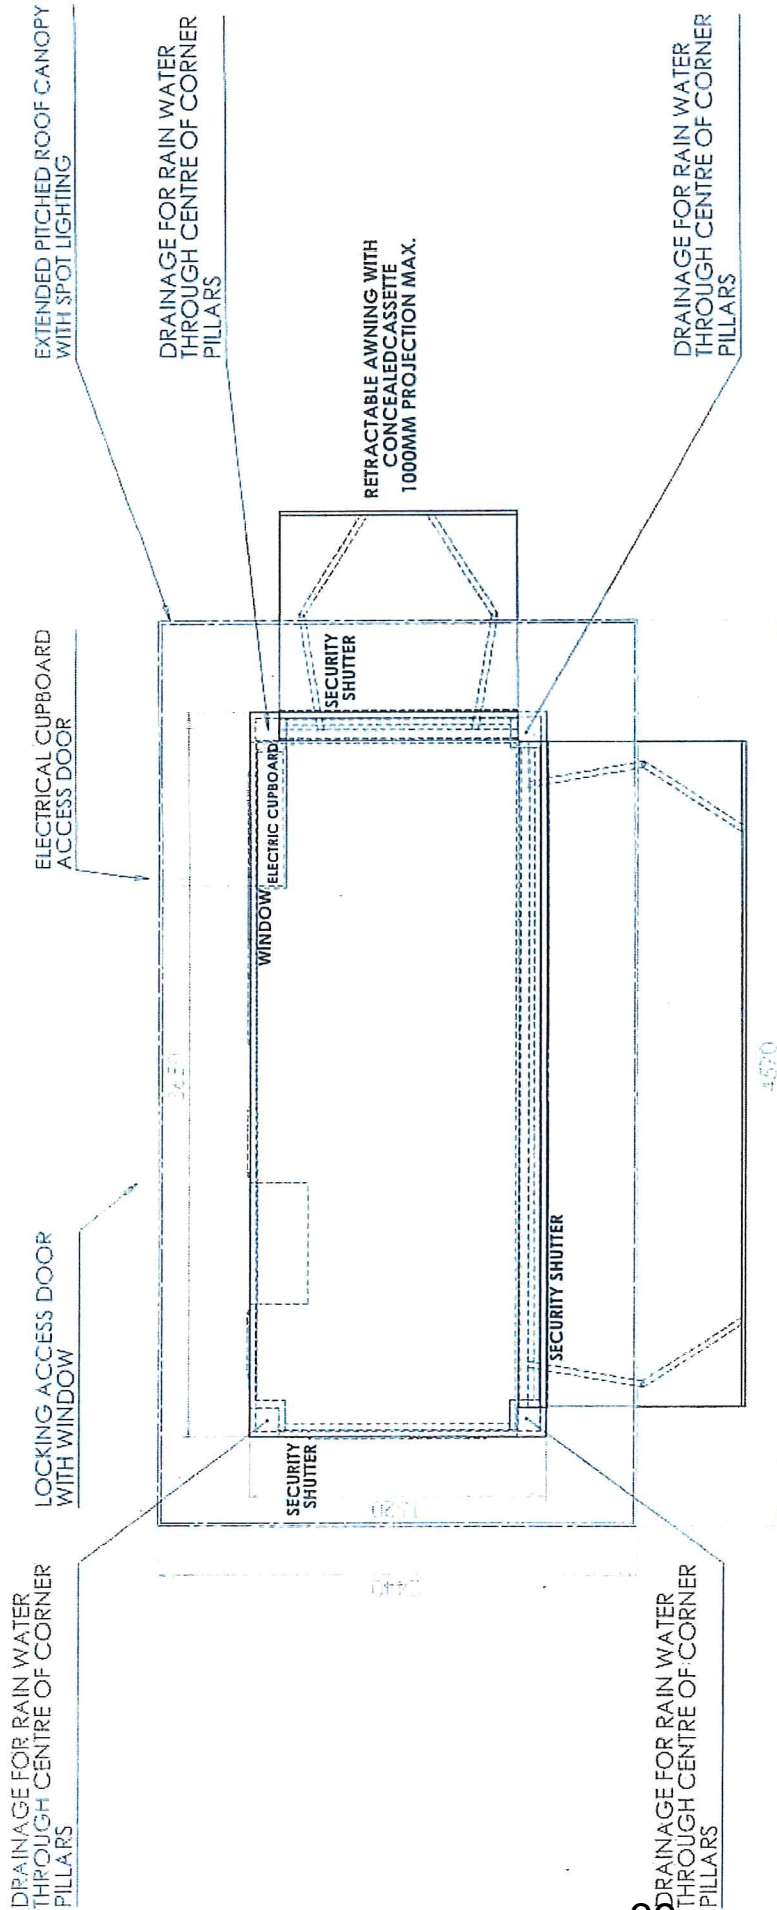 DRAINAGE FOR RAIN WATER
THROUGH CENTRE OF CORNER
PILLARS
LOCKING ACCESS DOOR
WITH WINDOW
ELECTRICAL CUPBOARD
ACCESS DOOR
EXTENDED PITCHED ROOF CANOPY
WITH SPOT LIGHTING
DRAINAGE FOR RAIN WATER
THROUGH CENTRE OF CORNER
PILLARS
3650
WINDOW
ELECTRIC CUPBOARD
SECURITY
SHUTTER
SECURITY
SHUTTER
RETRACTABLE AWNING WITH
CONCEALEDCASSETTE
1000MM PROJECTION MAX.
2440
SECURITY SHUTTER
DRAINAGE FOR RAIN WATER
THROUGH CENTRE OF CORNER
PILLARS
4570
DRAINAGE FOR RAIN WATER
THROUGH CENTRE OF CORNER
PILLARS